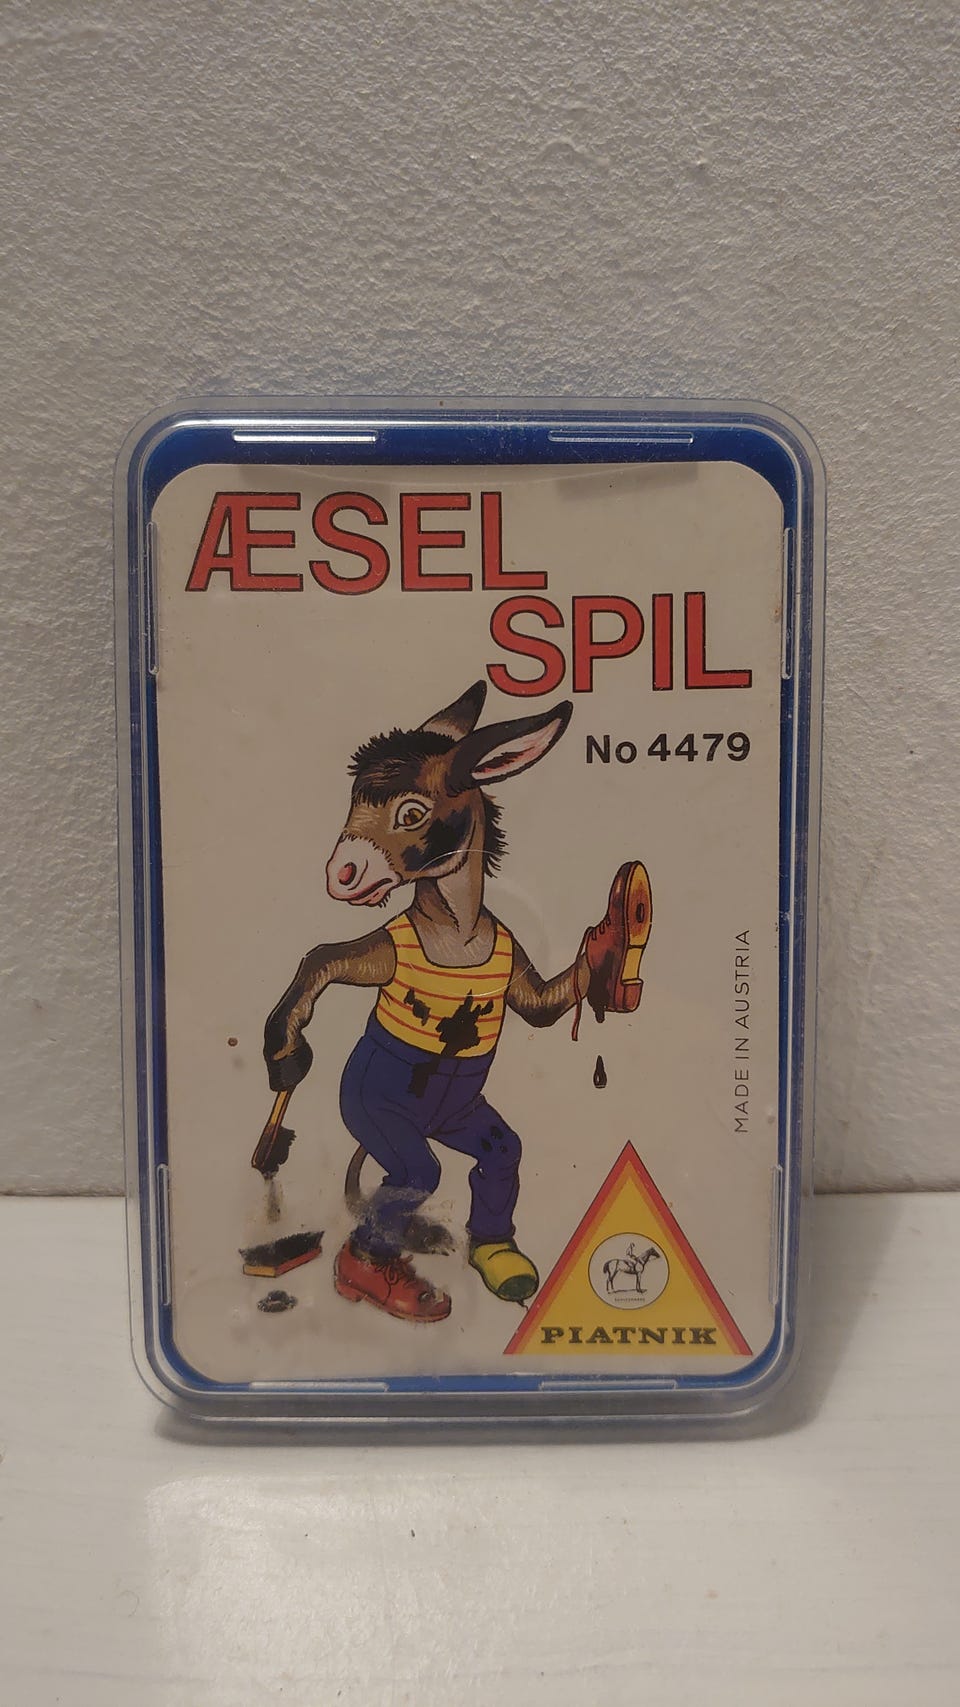 ÆSEL
SPIL
No 4479
MADE IN AUSTRIA
PIATNIK